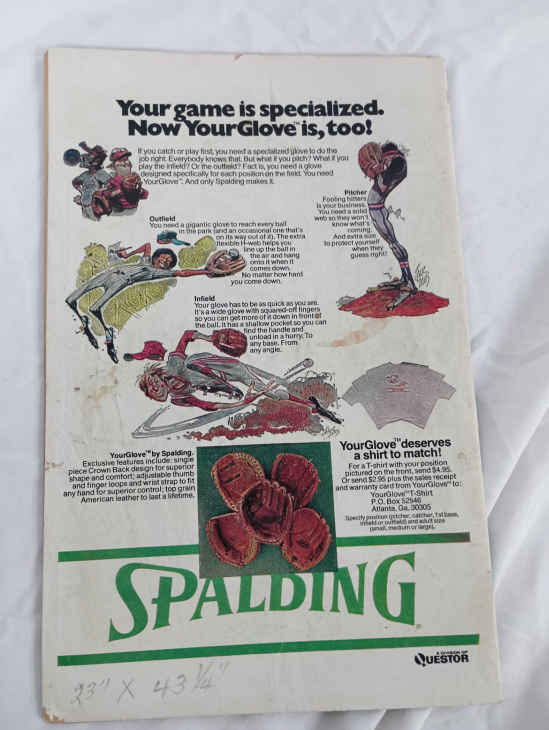 Your game is specialized.
Now YourGlove™ is, too!
If you catch or play first, you need a specialized glove to do the
job right. Everybody knows that. But what if you pitch? What if you
play the infield? Or the outfield? Fact is, you need a glove
designed specifically for each position on the field. You need
YourGlove™. And only Spalding makes it.
Pitcher
Fooling hitters
is your business.
You need a solid
web so they won't
know what's
coming.
And extra size
to protect yourself
when they
guess right!
Outfield
You need a gigantic glove to reach every ball
in the park (and an occasional one that's
on its way out of it). The extra
flexible H-web helps you
line up the ball in
the air and hang
onto it when it
comes down.
No matter how hard
you come down.
Infield
Your glove has to be as quick as you are.
It's a wide glove with squared-off fingers
so you can get more of it down in front of
the ball. It has a shallow pocket so you can
find the handle and
unload in a hurry. To
any base. From
any angle.
YourGlove™ by Spalding.
Exclusive features include: single
piece Crown Back design for superior
shape and comfort; adjustable thumb
and finger loops and wrist strap to fit
any hand for superior control; top grain
American leather to last a lifetime.
YourGlove™ deserves
a shirt to match!
For a T-shirt with your position
pictured on the front, send $4.95.
Or send $2.95 plus the sales receipt
and warranty card from YourGlove™ to:
YourGlove™ T-Shirt
P.O. Box 52546
Atlanta, Ga. 30305
Specify position (pitcher, catcher, 1st base,
infield or outfield) and adult size
(small, medium or large).
SPALDING
A DIVISION OF
QUESTOR
23" X 43 1/4"